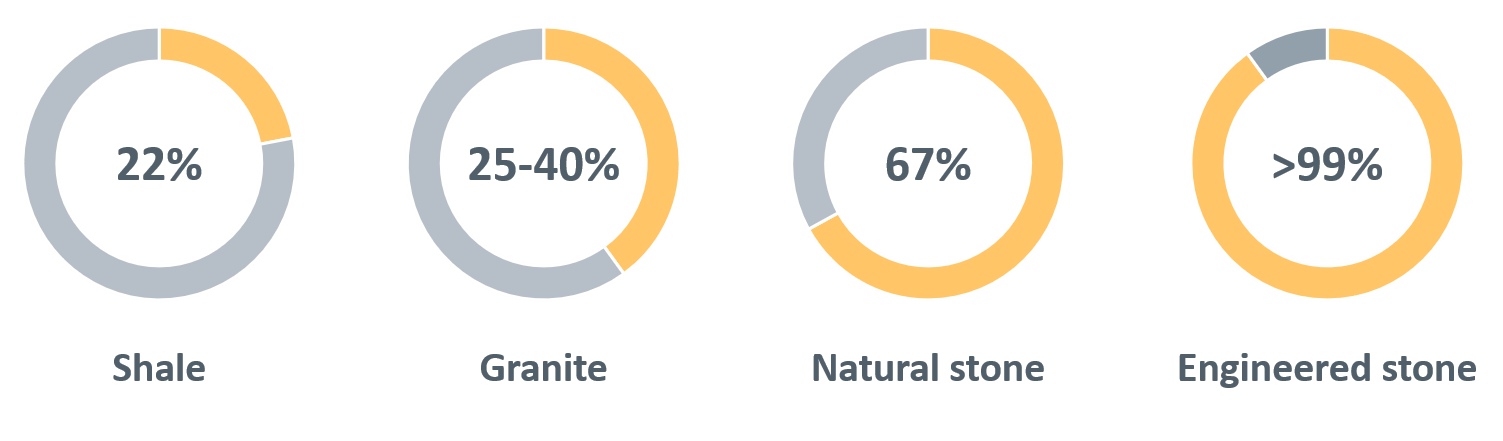 22%
25-40%
67%
>99%
Shale
Granite
Natural stone
Engineered stone